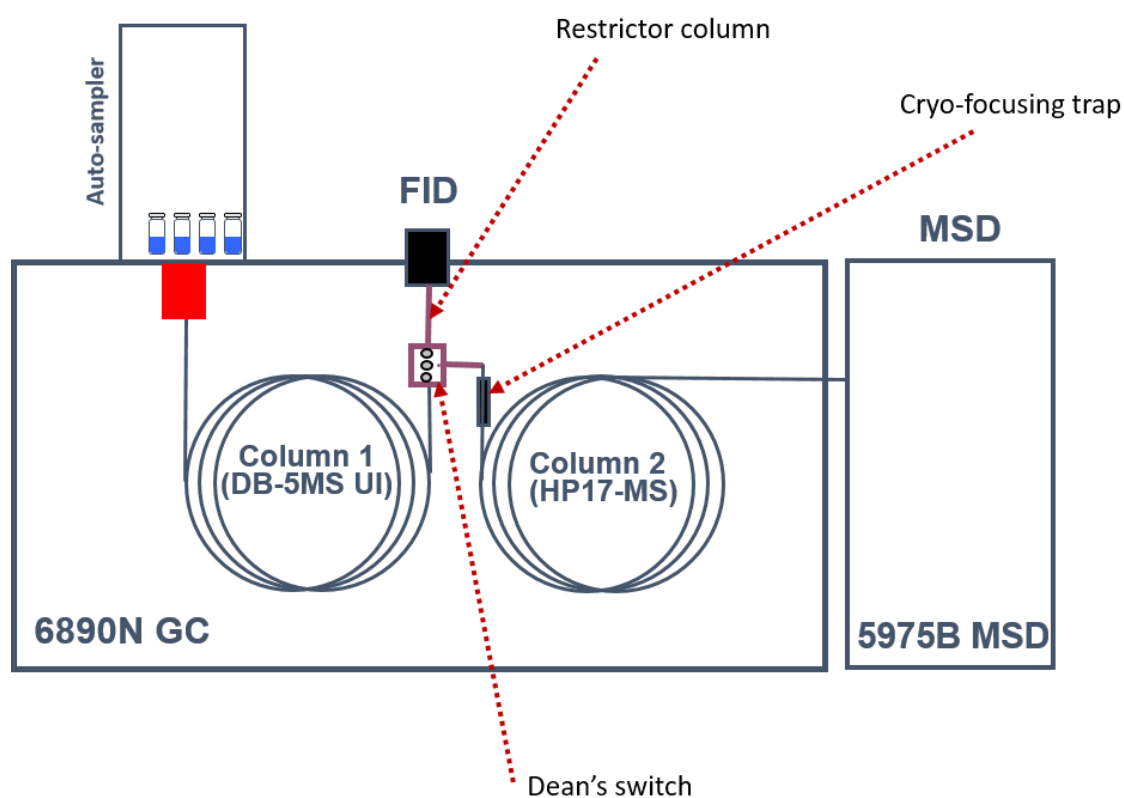 Restrictor column
Auto-sampler
Cryo-focusing trap
FID
MSD
Column 1
(DB-5MS UI)
Column 2
(HP17-MS)
6890N GC
5975B MSD
Dean’s switch